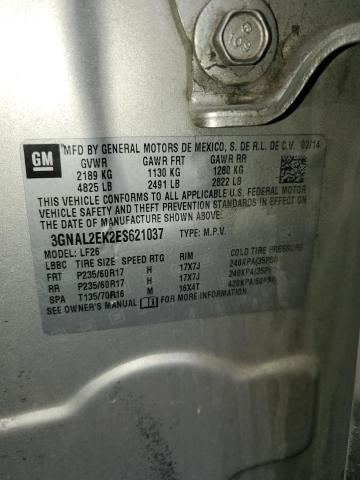 GM
MFD BY GENERAL MOTORS DE MEXICO, S. DE R.L. DE C.V. 02/14
GVWR GAWR FRT GAWR RR
2189 KG 1130 KG 1280 KG
4825 LB 2491 LB 2822 LB
THIS VEHICLE CONFORMS TO ALL APPLICABLE U.S. FEDERAL MOTOR
VEHICLE SAFETY, BUMPER, AND THEFT PREVENTION STANDARDS IN EFFECT ON
THE DATE OF MANUFACTURE SHOWN ABOVE.
3GNAL2EK2ES621037 TYPE: M.P.V.
MODEL: LF26
LBBC TIRE SIZE SPEED RTG RIM COLD TIRE PRESSURE
FRT P235/60R17 H 17X7J 240KPA(35PSI)
RR P235/60R17 H 17X7J 240KPA(35PSI)
SPA T135/70R16 M 16X4T 420KPA(60PSI)
SEE OWNER'S MANUAL FOR ADDITIONAL INFORMATION